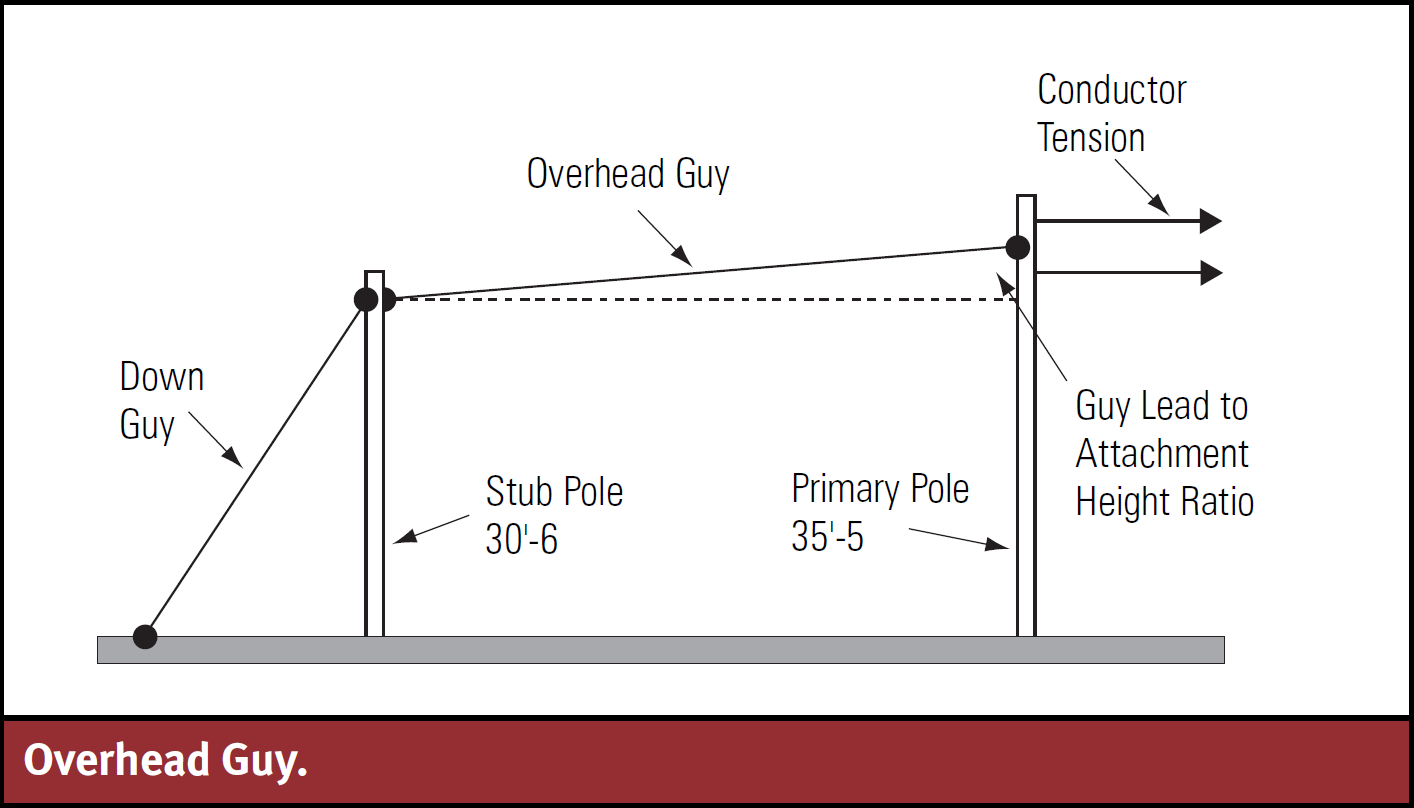 Conductor
Tension
Overhead Guy
Down
Guy
Guy Lead to
Attachment
Height Ratio
Stub Pole
30'-6
Primary Pole
35'-5
Overhead Guy.